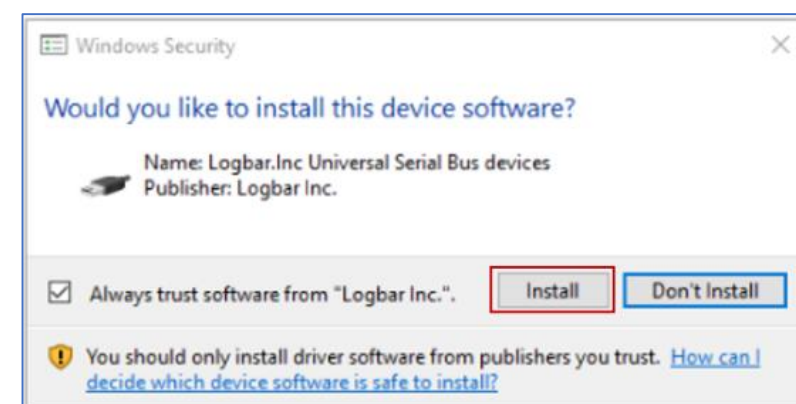 Windows Security
Would you like to install this device software?
Name: Logbar.Inc Universal Serial Bus devices
Publisher: Logbar Inc.
Always trust software from "Logbar Inc.".
Install
Don't Install
You should only install driver software from publishers you trust. How can I
decide which device software is safe to install?